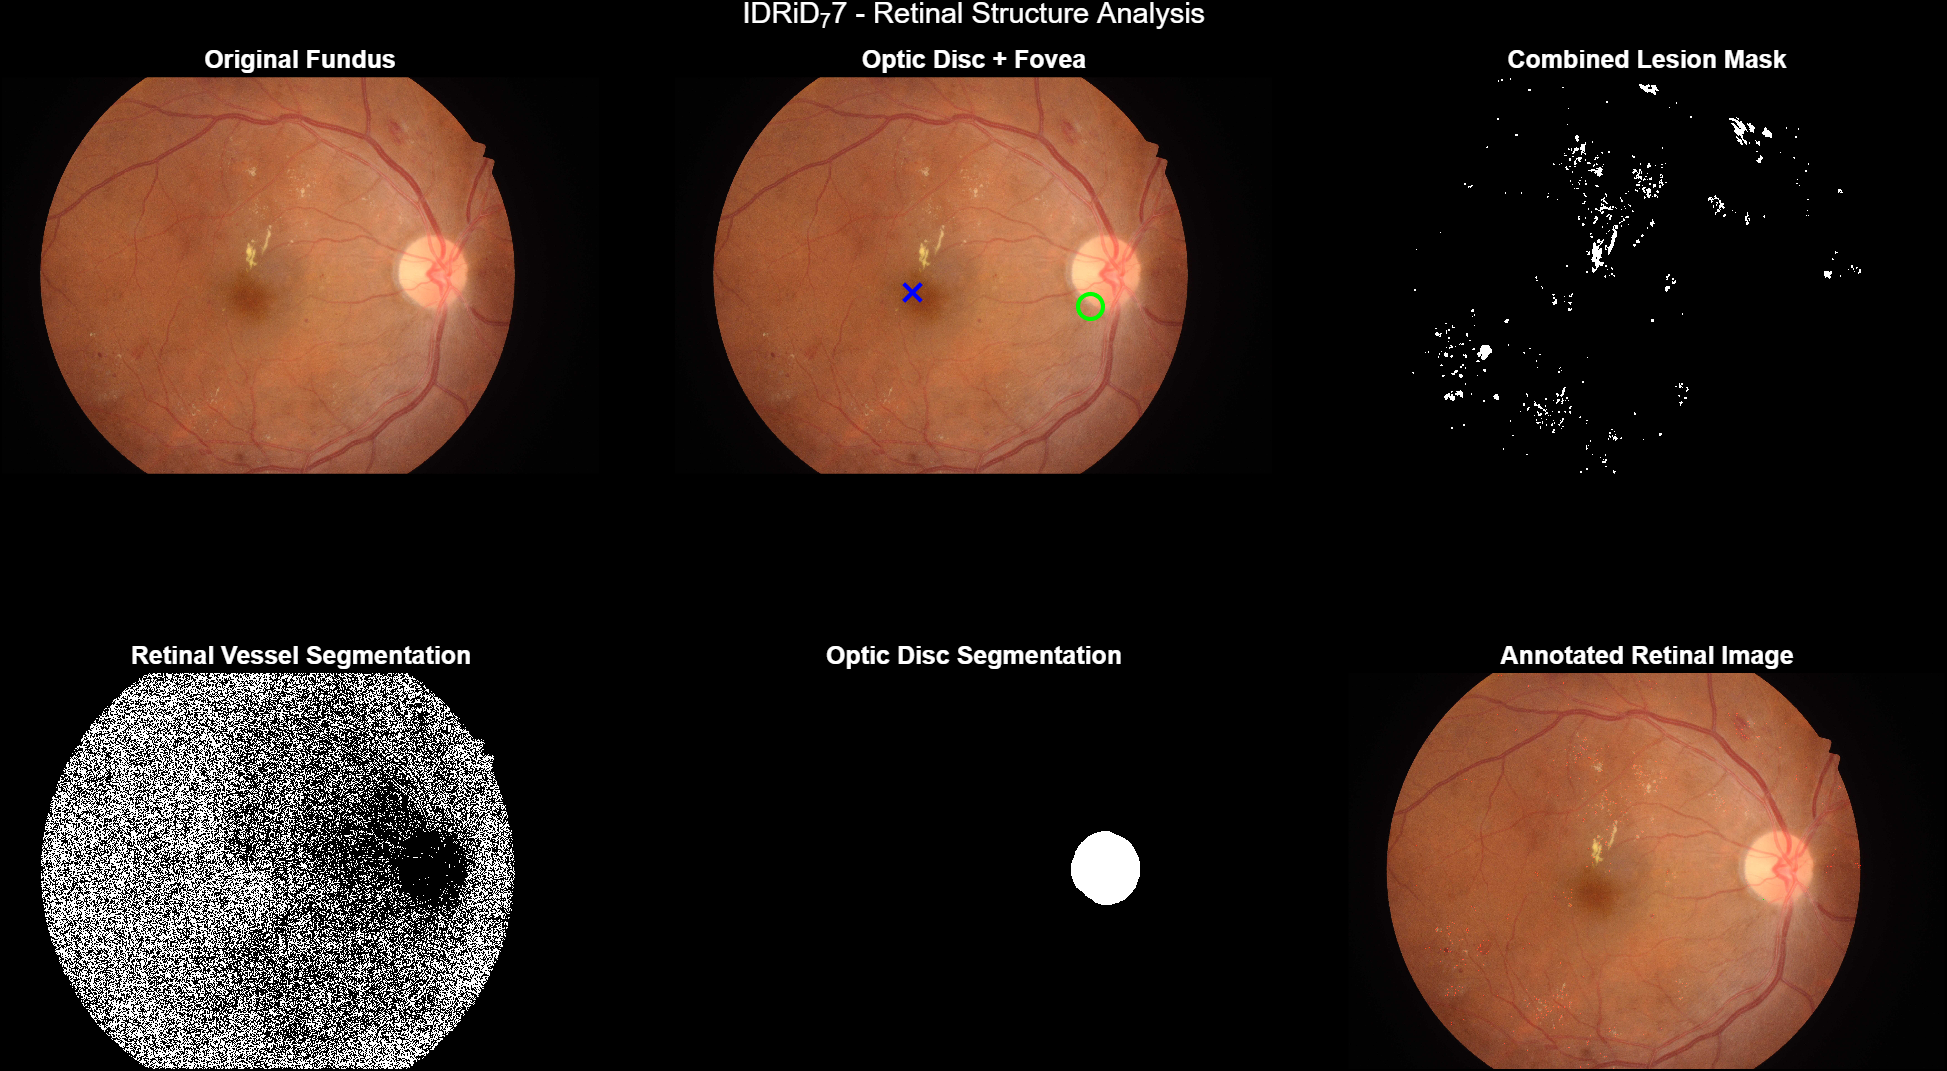 IDRiD₇7 - Retinal Structure Analysis
Original Fundus
Optic Disc + Fovea
Combined Lesion Mask
Retinal Vessel Segmentation
Optic Disc Segmentation
Annotated Retinal Image